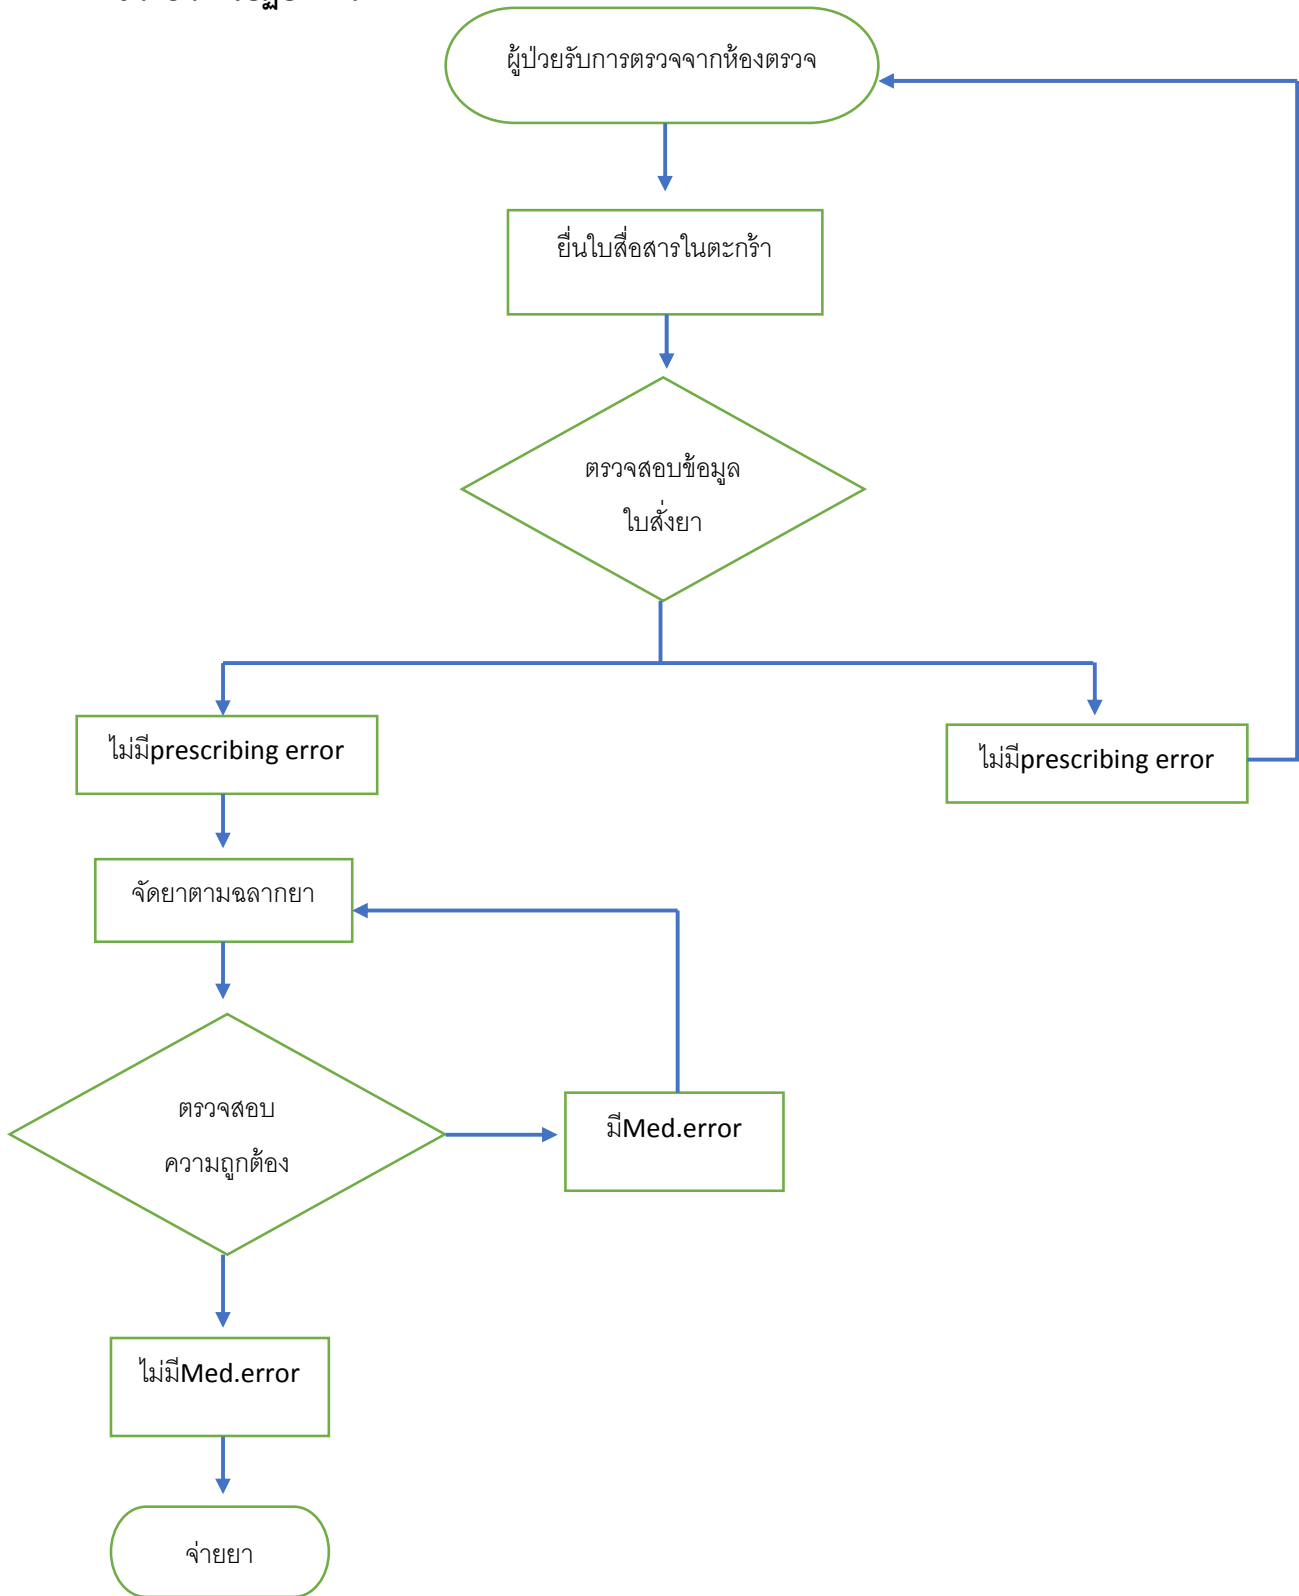 ผู้ป่วยรับการตรวจจากห้องตรวจ
ยื่นใบสื่อสารในตะกร้า
ตรวจสอบข้อมูล
ใบสั่งยา
ไม่มีprescribing error
ไม่มีprescribing error
จัดยาตามฉลากยา
ตรวจสอบ
ความถูกต้อง
มีMed.error
ไม่มีMed.error
จ่ายยา